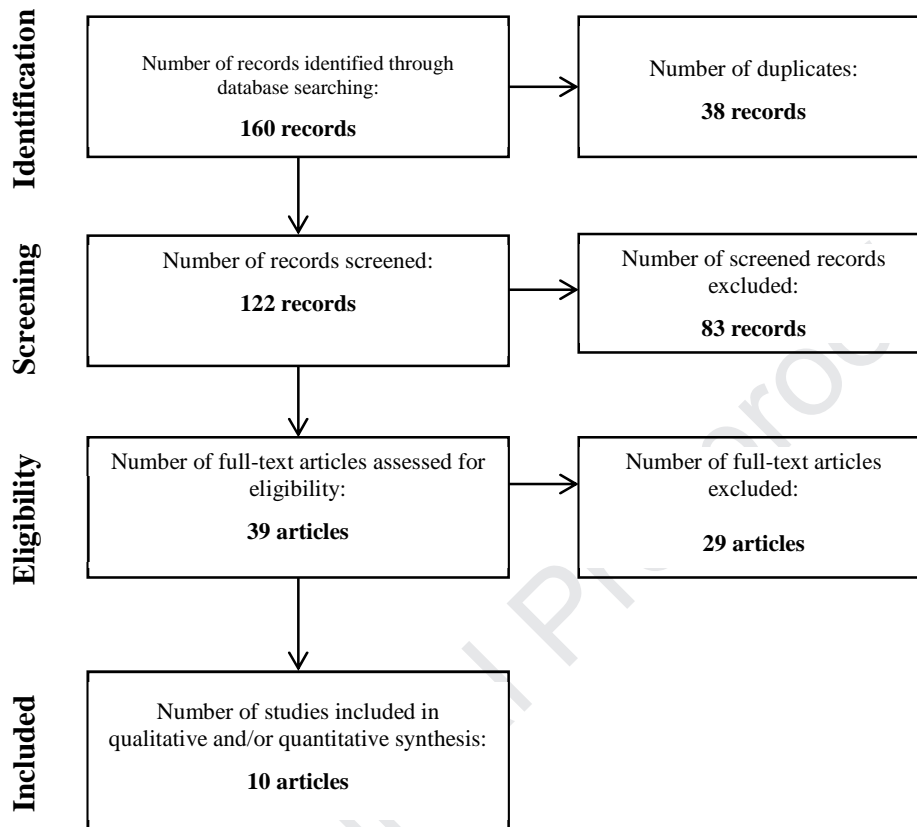 Identification
Number of records identified through
database searching:
160 records
Number of duplicates:
38 records
Screening
Number of records screened:
122 records
Number of screened records
excluded:
83 records
Eligibility
Number of full-text articles assessed for
eligibility:
39 articles
Number of full-text articles
excluded:
29 articles
Included
Number of studies included in
qualitative and/or quantitative synthesis:
10 articles